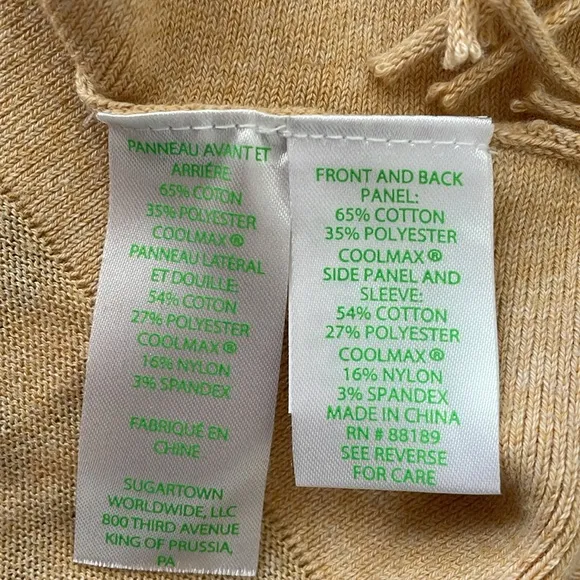 PANNEAU AVANT ET
ARRIÈRE:
65% COTON
35% POLYESTER
COOLMAX ®
PANNEAU LATÉRAL
ET DOUILLE:
54% COTON
27% POLYESTER
COOLMAX ®
16% NYLON
3% SPANDEX
FABRIQUÉ EN
CHINE
SUGARTOWN
WORLDWIDE, LLC
800 THIRD AVENUE
KING OF PRUSSIA,
PA
FRONT AND BACK
PANEL:
65% COTTON
35% POLYESTER
COOLMAX ®
SIDE PANEL AND
SLEEVE:
54% COTTON
27% POLYESTER
COOLMAX ®
16% NYLON
3% SPANDEX
MADE IN CHINA
RN # 88189
SEE REVERSE
FOR CARE